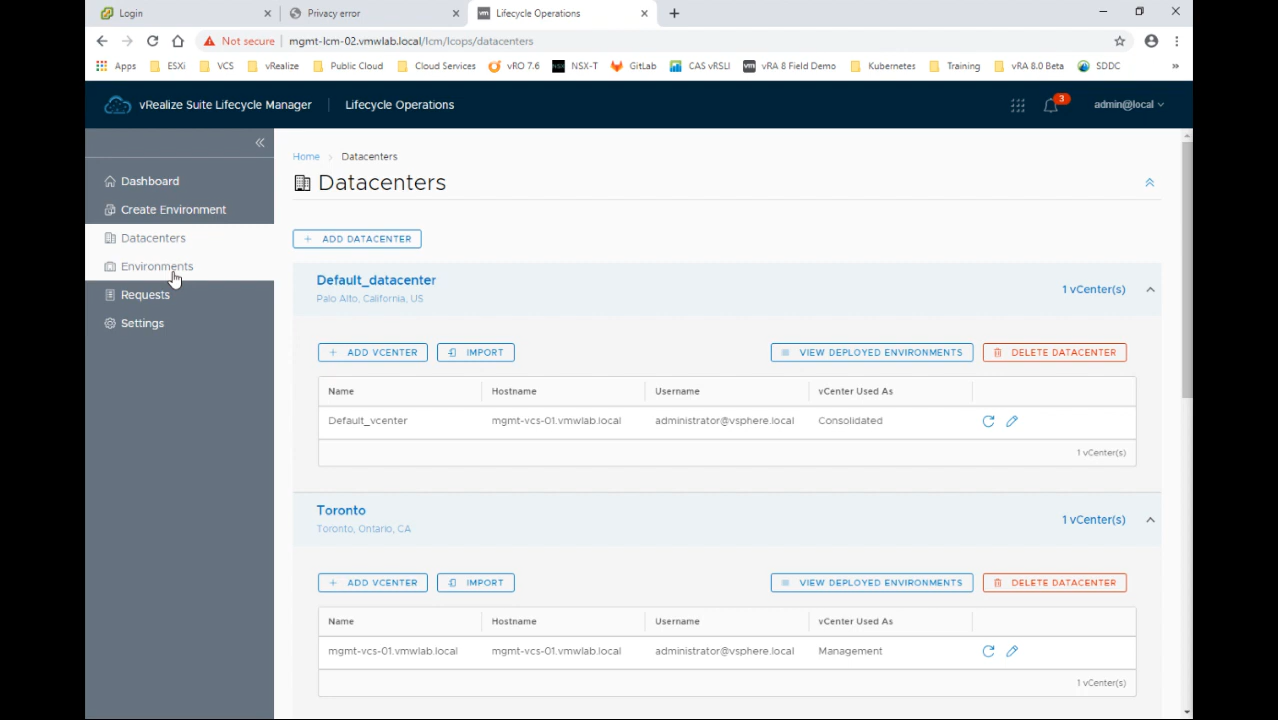 Login
Privacy error
vm Lifecycle Operations
Not secure | mgmt-lcm-02.vmwlab.local/lcm/lcops/datacenters
Apps ESXi VCS vRealize Public Cloud Cloud Services vRO 7.6 NSX-T GitLab CAS vRSLI vm vRA 8 Field Demo Kubernetes Training vRA 8.0 Beta SDDC »
vRealize Suite Lifecycle Manager | Lifecycle Operations
3
admin@local
Dashboard
Create Environment
Datacenters
Environments
Requests
Settings
Home > Datacenters
Datacenters
+ ADD DATACENTER
Default_datacenter
Palo Alto, California, US
1 vCenter(s)
+ ADD VCENTER IMPORT VIEW DEPLOYED ENVIRONMENTS DELETE DATACENTER
Name Hostname Username vCenter Used As
Default_vcenter mgmt-vcs-01.vmwlab.local administrator@vsphere.local Consolidated
1 vCenter(s)
Toronto
Toronto, Ontario, CA
1 vCenter(s)
+ ADD VCENTER IMPORT VIEW DEPLOYED ENVIRONMENTS DELETE DATACENTER
Name Hostname Username vCenter Used As
mgmt-vcs-01.vmwlab.local mgmt-vcs-01.vmwlab.local administrator@vsphere.local Management
1 vCenter(s)